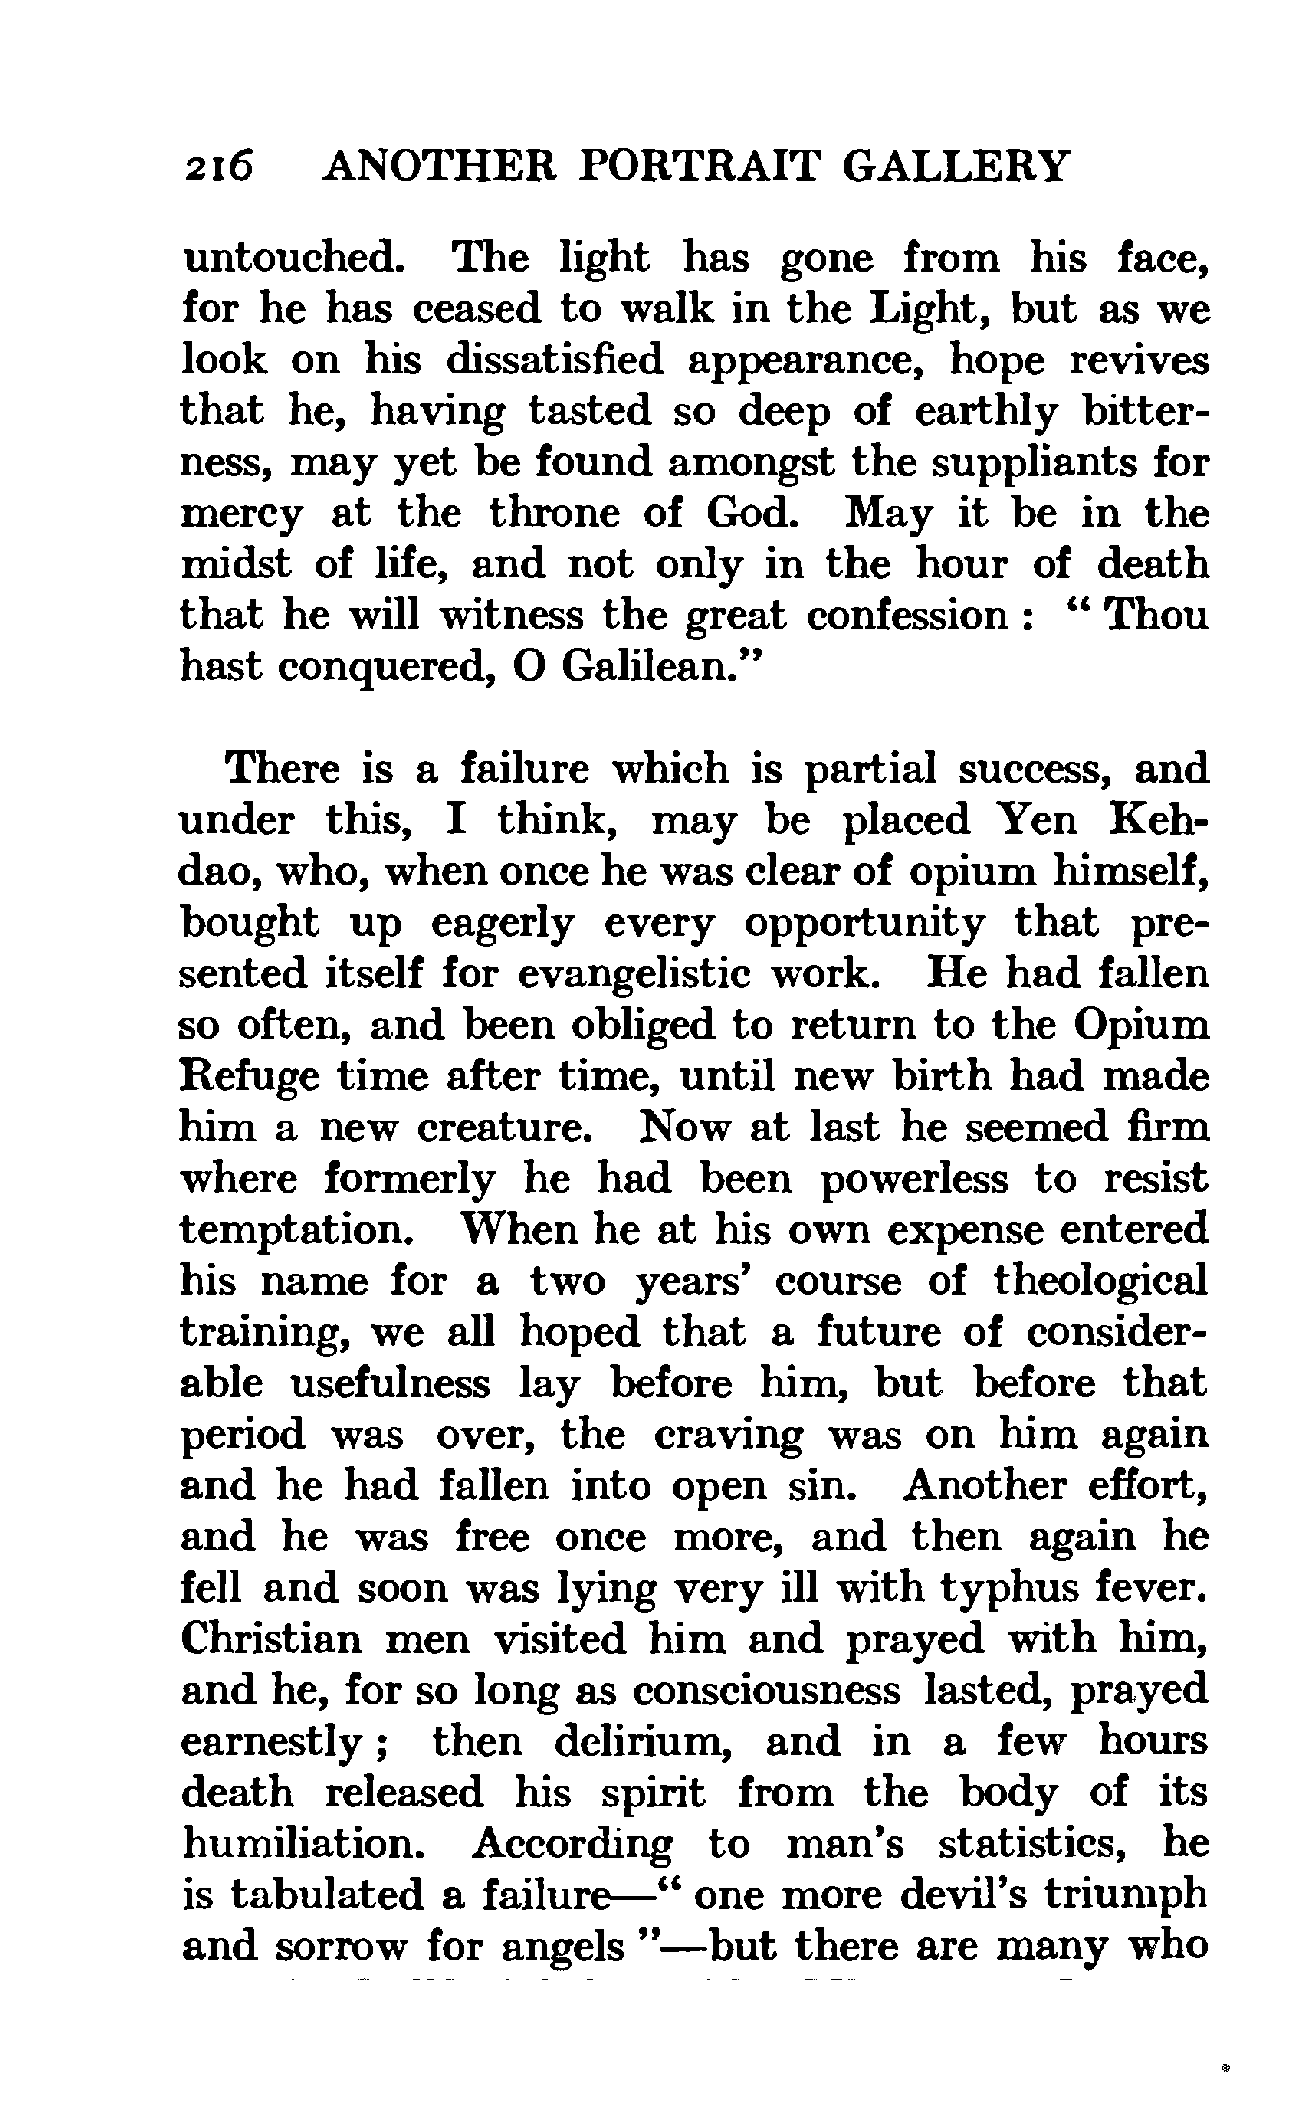 216 ANOTHER PORTRAIT GALLERY
untouched. The light has gone from his face,
for he has ceased to walk in the Light, but as we
look on his dissatisfied appearance, hope revives
that he, having tasted so deep of earthly bitter-
ness, may yet be found amongst the suppliants for
mercy at the throne of God. May it be in the
midst of life, and not only in the hour of death
that he will witness the great confession : “ Thou
hast conquered, O Galilean.”
There is a failure which is partial success, and
under this, I think, may be placed Yen Keh-
dao, who, when once he was clear of opium himself,
bought up eagerly every opportunity that pre-
sented itself for evangelistic work. He had fallen
so often, and been obliged to return to the Opium
Refuge time after time, until new birth had made
him a new creature. Now at last he seemed firm
where formerly he had been powerless to resist
temptation. When he at his own expense entered
his name for a two years’ course of theological
training, we all hoped that a future of consider-
able usefulness lay before him, but before that
period was over, the craving was on him again
and he had fallen into open sin. Another effort,
and he was free once more, and then again he
fell and soon was lying very ill with typhus fever.
Christian men visited him and prayed with him,
and he, for so long as consciousness lasted, prayed
earnestly ; then delirium, and in a few hours
death released his spirit from the body of its
humiliation. According to man’s statistics, he
is tabulated a failure—“ one more devil’s triumph
and sorrow for angels ”—but there are many who